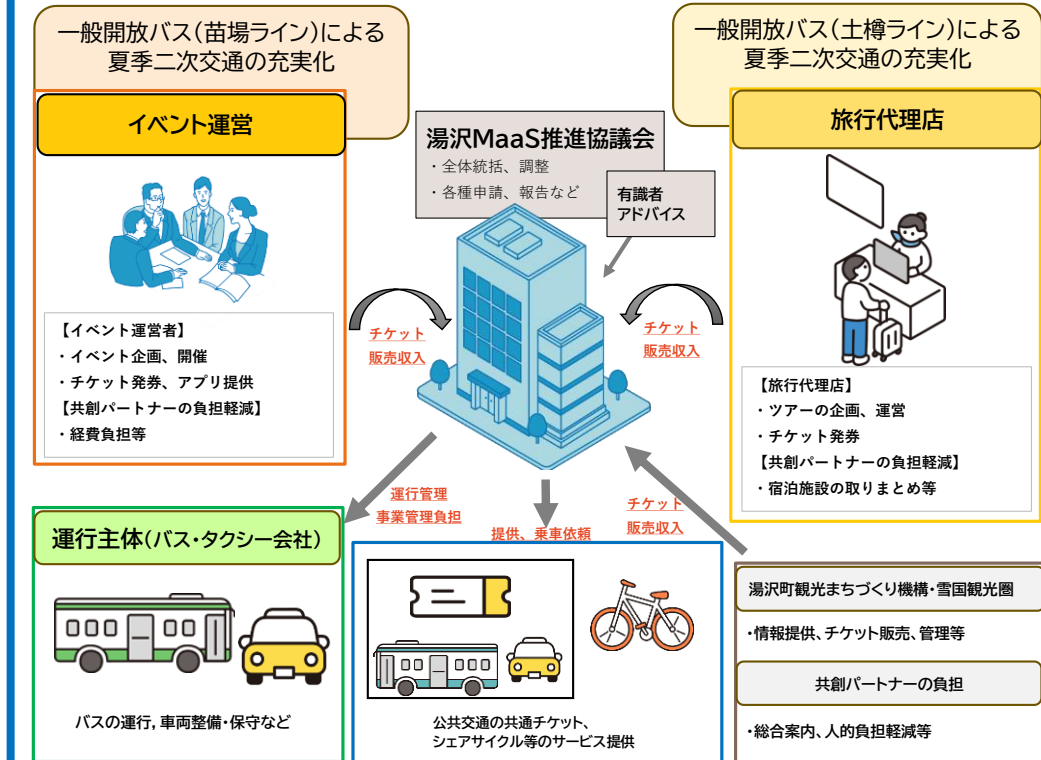 一般開放バス(苗場ライン)による
夏季二次交通の充実化
イベント運営
【イベント運営者】
・イベント企画、開催
・チケット発券、アプリ提供
【共創パートナーの負担軽減】
・経費負担等
湯沢MaaS推進協議会
・全体統括、調整
・各種申請、報告など
有識者
アドバイス
チケット
販売収入
チケット
販売収入
一般開放バス(土樽ライン)による
夏季二次交通の充実化
旅行代理店
【旅行代理店】
・ツアーの企画、運営
・チケット発券
【共創パートナーの負担軽減】
・宿泊施設の取りまとめ等
運行管理
事業管理負担
提供、乗車依頼
チケット
販売収入
運行主体(バス・タクシー会社)
バスの運行,車両整備・保守など
公共交通の共通チケット、
シェアサイクル等のサービス提供
湯沢町観光まちづくり機構・雪国観光圏
・情報提供、チケット販売、管理等
共創パートナーの負担
・総合案内、人的負担軽減等